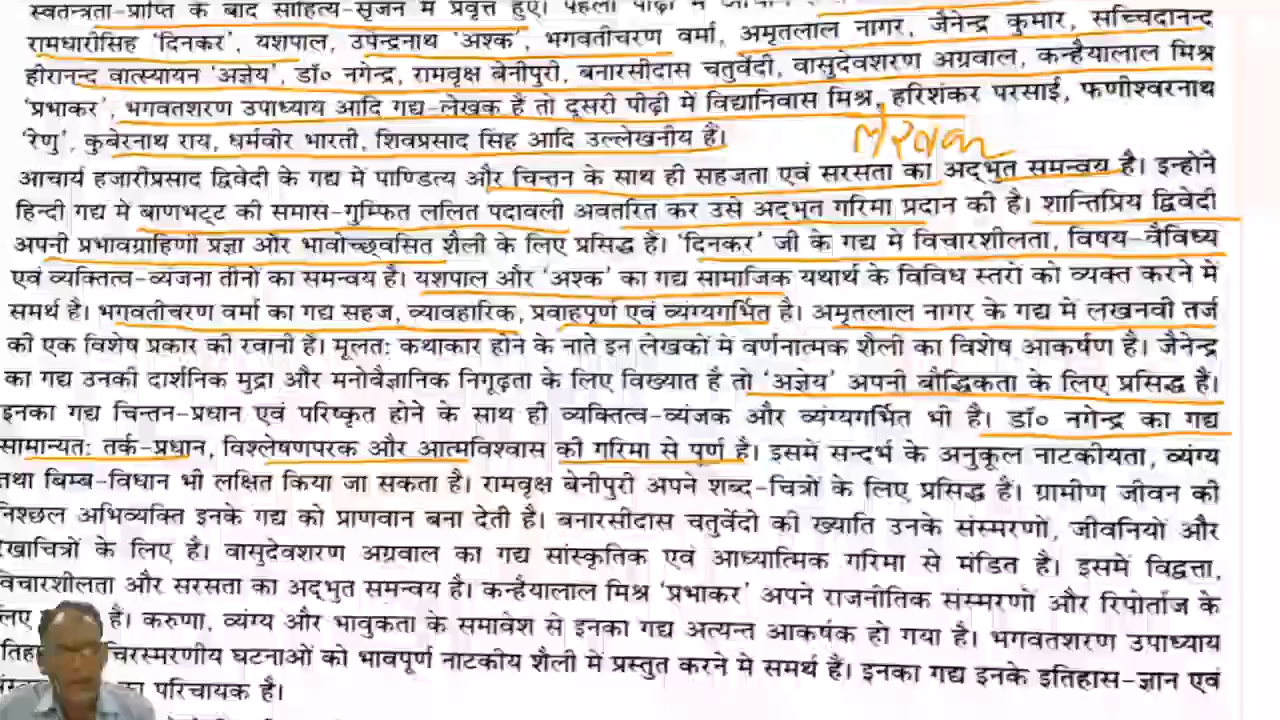 स्वतन्त्रता-प्राप्ति के बाद साहित्य-सृजन में प्रवृत्त हुए। पहली पीढ़ी में
रामधारीसिंह 'दिनकर', यशपाल, उपेन्द्रनाथ 'अश्क', भगवतीचरण वर्मा, अमृतलाल नागर, जैनेन्द्र कुमार, सच्चिदानन्द
हीरानन्द वात्स्यायन 'अज्ञेय', डॉ० नगेन्द्र, रामवृक्ष बेनीपुरी, बनारसीदास चतुर्वेदी, वासुदेवशरण अग्रवाल, कन्हैयालाल मिश्र
'प्रभाकर', भगवतशरण उपाध्याय आदि गद्य-लेखक हैं तो दूसरी पीढ़ी में विद्यानिवास मिश्र, हरिशंकर परसाई, फणीश्वरनाथ
'रेणु', कुबेरनाथ राय, धर्मवीर भारती, शिवप्रसाद सिंह आदि उल्लेखनीय हैं।
आचार्य हजारीप्रसाद द्विवेदी के गद्य में पाण्डित्य और चिन्तन के साथ ही सहजता एवं सरसता का अद्भुत समन्वय है। इन्होंने
हिन्दी गद्य में बाणभट्ट की समास-गुम्फित ललित पदावली अवतरित कर उसे अद्भुत गरिमा प्रदान की है। शान्तिप्रिय द्विवेदी
अपनी प्रभावग्राहिणी प्रज्ञा और भावोच्छ्वसित शैली के लिए प्रसिद्ध हैं। 'दिनकर' जी के गद्य में विचारशीलता, विषय-वैविध्य
एवं व्यक्तित्व-व्यंजना तीनों का समन्वय है। यशपाल और 'अश्क' का गद्य सामाजिक यथार्थ के विविध स्तरों को व्यक्त करने में
समर्थ है। भगवतीचरण वर्मा का गद्य सहज, व्यावहारिक, प्रवाहपूर्ण एवं व्यंग्यगर्भित है। अमृतलाल नागर के गद्य में लखनवी तर्ज
की एक विशेष प्रकार की रवानी है। मूलतः कथाकार होने के नाते इन लेखकों में वर्णनात्मक शैली का विशेष आकर्षण है। जैनेन्द्र
का गद्य उनकी दार्शनिक मुद्रा और मनोवैज्ञानिक निगूढ़ता के लिए विख्यात है तो 'अज्ञेय' अपनी बौद्धिकता के लिए प्रसिद्ध हैं।
इनका गद्य चिन्तन-प्रधान एवं परिष्कृत होने के साथ ही व्यक्तित्व-व्यंजक और व्यंग्यगर्भित भी है। डॉ० नगेन्द्र का गद्य
सामान्यतः तर्क-प्रधान, विश्लेषणपरक और आत्मविश्वास की गरिमा से पूर्ण है। इसमें सन्दर्भ के अनुकूल नाटकीयता, व्यंग्य
तथा बिम्ब-विधान भी लक्षित किया जा सकता है। रामवृक्ष बेनीपुरी अपने शब्द-चित्रों के लिए प्रसिद्ध हैं। ग्रामीण जीवन की
निश्छल अभिव्यक्ति इनके गद्य को प्राणवान बना देती है। बनारसीदास चतुर्वेदी की ख्याति उनके संस्मरणों, जीवनियों और
रेखाचित्रों के लिए है। वासुदेवशरण अग्रवाल का गद्य सांस्कृतिक एवं आध्यात्मिक गरिमा से मंडित है। इसमें विद्वत्ता,
विचारशीलता और सरसता का अद्भुत समन्वय है। कन्हैयालाल मिश्र 'प्रभाकर' अपने राजनीतिक संस्मरणों और रिपोर्ताज के
लिए हैं। करुणा, व्यंग्य और भावुकता के समावेश से इनका गद्य अत्यन्त आकर्षक हो गया है। भगवतशरण उपाध्याय
चिरस्मरणीय घटनाओं को भावपूर्ण नाटकीय शैली में प्रस्तुत करने में समर्थ हैं। इनका गद्य इनके इतिहास-ज्ञान एवं
का परिचायक है।